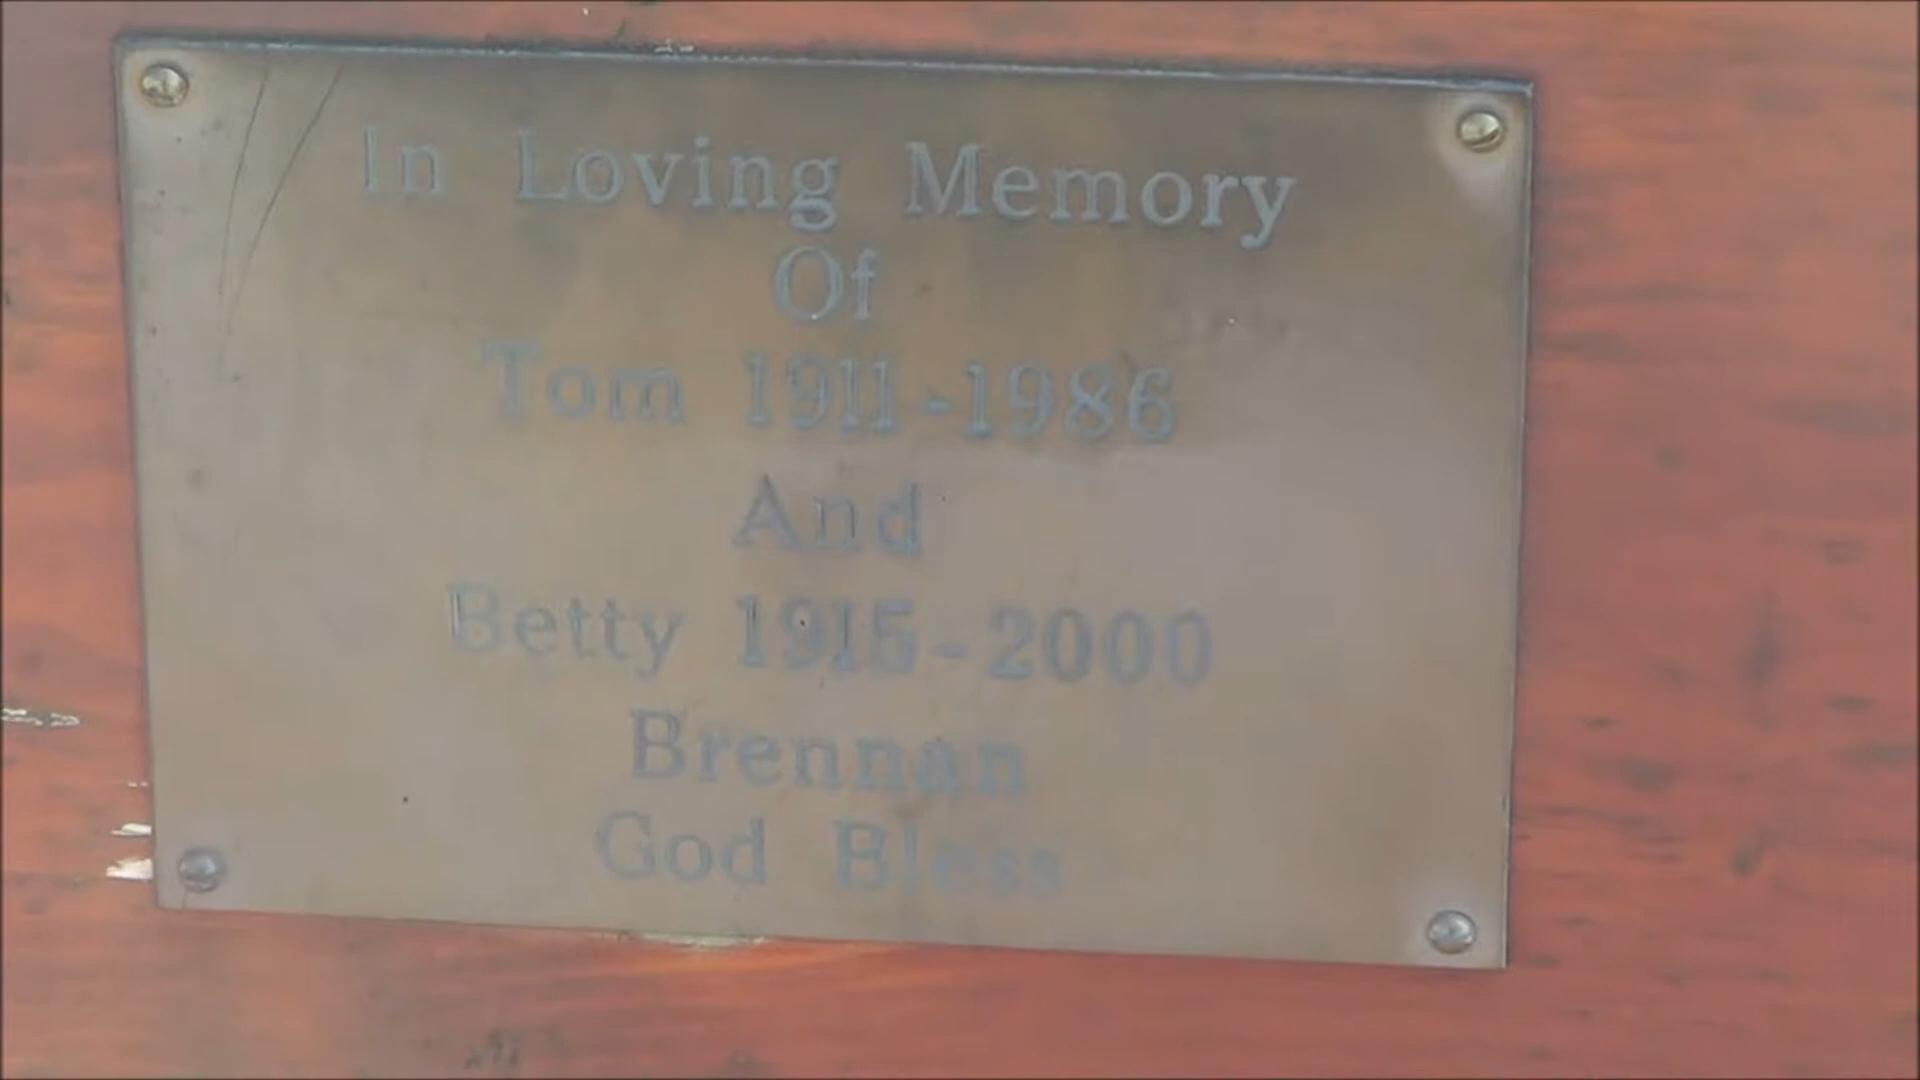 In Loving Memory
Of
Tom 1911-1986
And
Betty 1915-2000
Brennan
God Bless